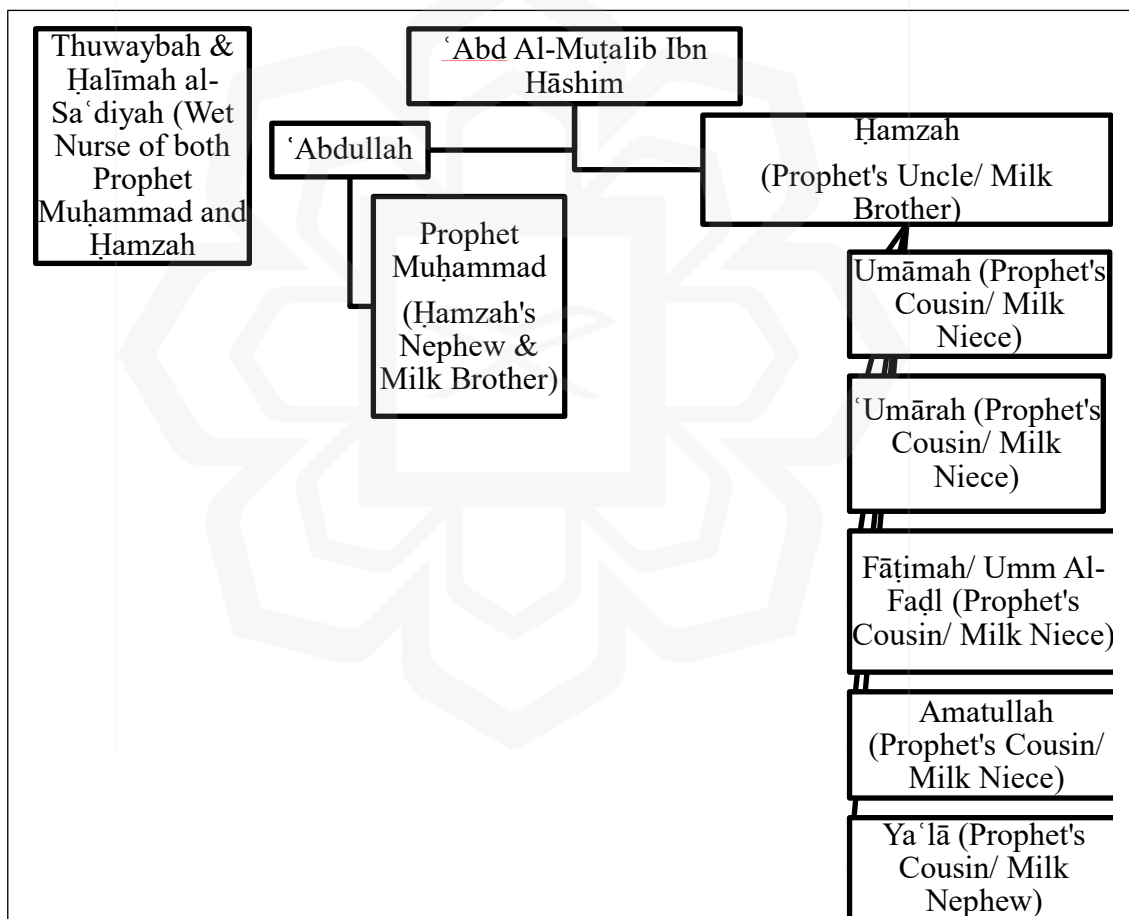 Thuwaybah &
Ḥalīmah al-
Saʿdiyah (Wet
Nurse of both
Prophet
Muḥammad and
Ḥamzah
ʿAbd Al-Muṭalib Ibn
Hāshim
ʿAbdullah
Prophet
Muḥammad
(Ḥamzah's
Nephew &
Milk Brother)
Ḥamzah
(Prophet's Uncle/ Milk
Brother)
Umāmah (Prophet's
Cousin/ Milk
Niece)
ʿUmārah (Prophet's
Cousin/ Milk
Niece)
Fāṭimah/ Umm Al-
Faḍl (Prophet's
Cousin/ Milk Niece)
Amatullah
(Prophet's Cousin/
Milk Niece)
Yaʿlā (Prophet's
Cousin/ Milk
Nephew)